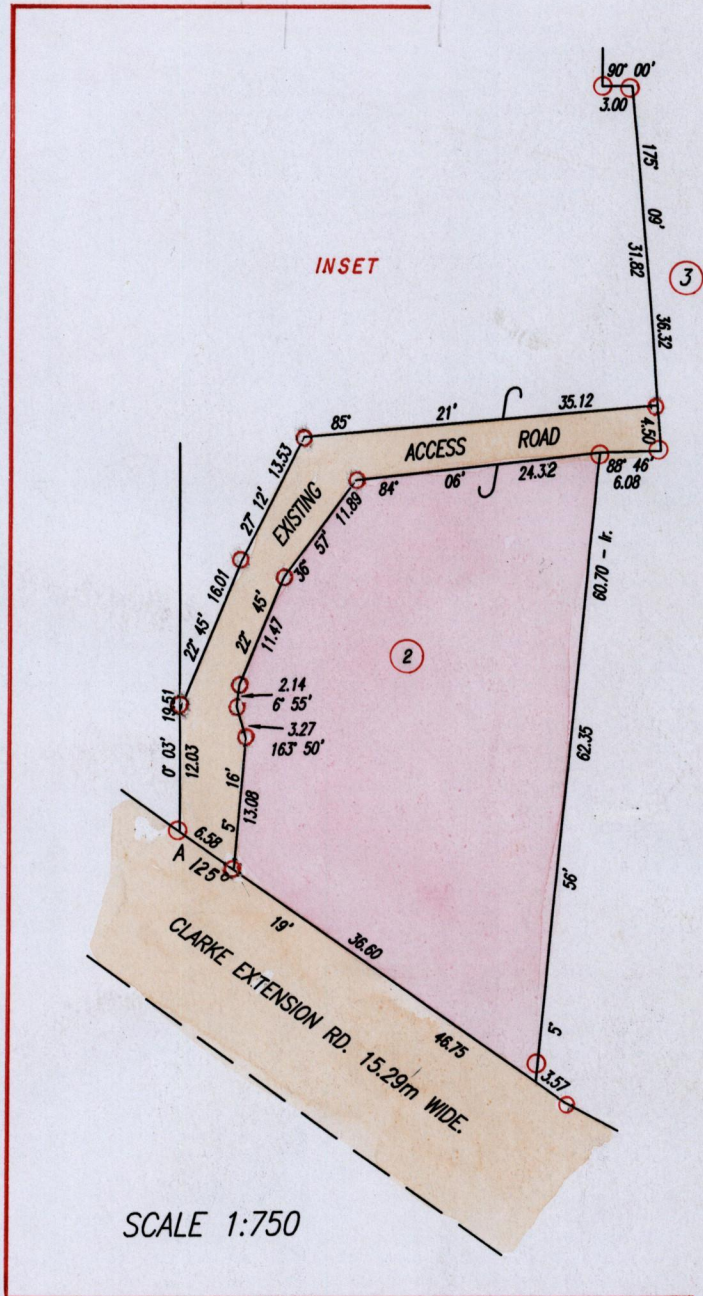 90° 00'
3.00
175° 09' 31.82
36.32
3
INSET
85° 21' 35.12
4.50
ACCESS ROAD
88° 46'
6.08
84° 06' 24.32
27° 12' 13.53
EXISTING
36° 57' 11.89
22° 45' 16.01
22° 45'
11.47
60.70 - Ir.
2
2.14
6° 55'
3.27
163° 50'
19.51
0° 03'
12.03
5° 16'
13.08
62.35
5° 56'
6.58
A 125° 19' 36.60
46.75
3.57
CLARKE EXTENSION RD. 15.29m WIDE.
SCALE 1:750